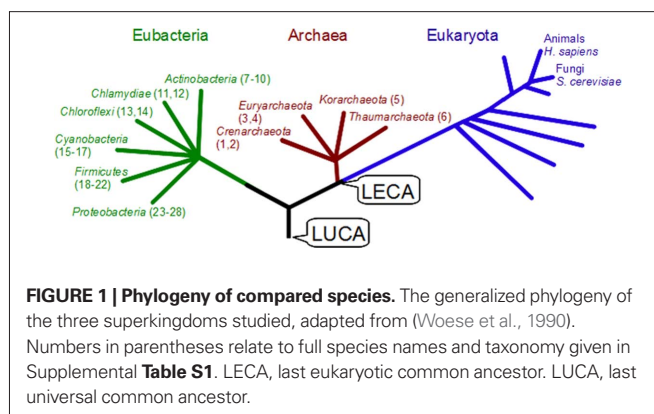 Eubacteria
Archaea
Eukaryota
Actinobacteria (7-10)
Chlamydiae (11,12)
Chloroflexi (13,14)
Cyanobacteria
(15-17)
Firmicutes
(18-22)
Proteobacteria (23-28)
Korarchaeota (5)
Euryarchaeota
(3,4)
Thaumarchaeota (6)
Crenarchaeota
(1,2)
Animals
H. sapiens
Fungi
S. cerevisiae
LECA
LUCA
FIGURE 1 | Phylogeny of compared species. The generalized phylogeny of
the three superkingdoms studied, adapted from (Woese et al., 1990).
Numbers in parentheses relate to full species names and taxonomy given in
Supplemental Table S1. LECA, last eukaryotic common ancestor. LUCA, last
universal common ancestor.